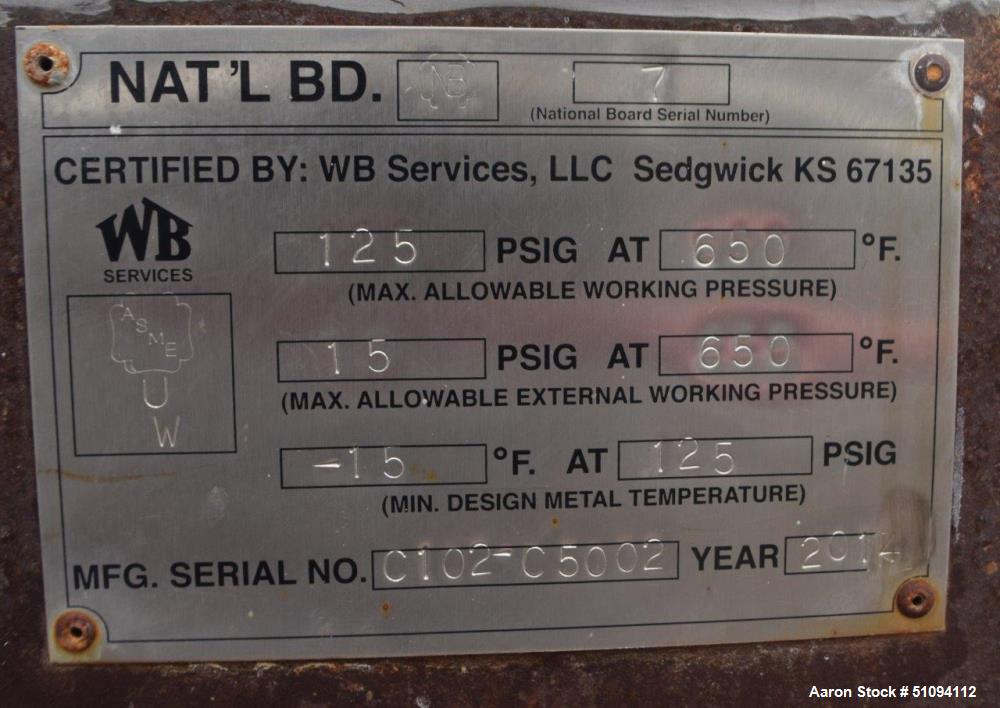 NAT'L BD. NB 7
(National Board Serial Number)
CERTIFIED BY: WB Services, LLC Sedgwick KS 67135
WB
SERVICES
125 PSIG AT 650 °F.
(MAX. ALLOWABLE WORKING PRESSURE)
ASME
U
W
15 PSIG AT 650 °F.
(MAX. ALLOWABLE EXTERNAL WORKING PRESSURE)
-15 °F. AT 125 PSIG
(MIN. DESIGN METAL TEMPERATURE)
MFG. SERIAL NO. C102-C5002 YEAR
Aaron Stock # 51094112